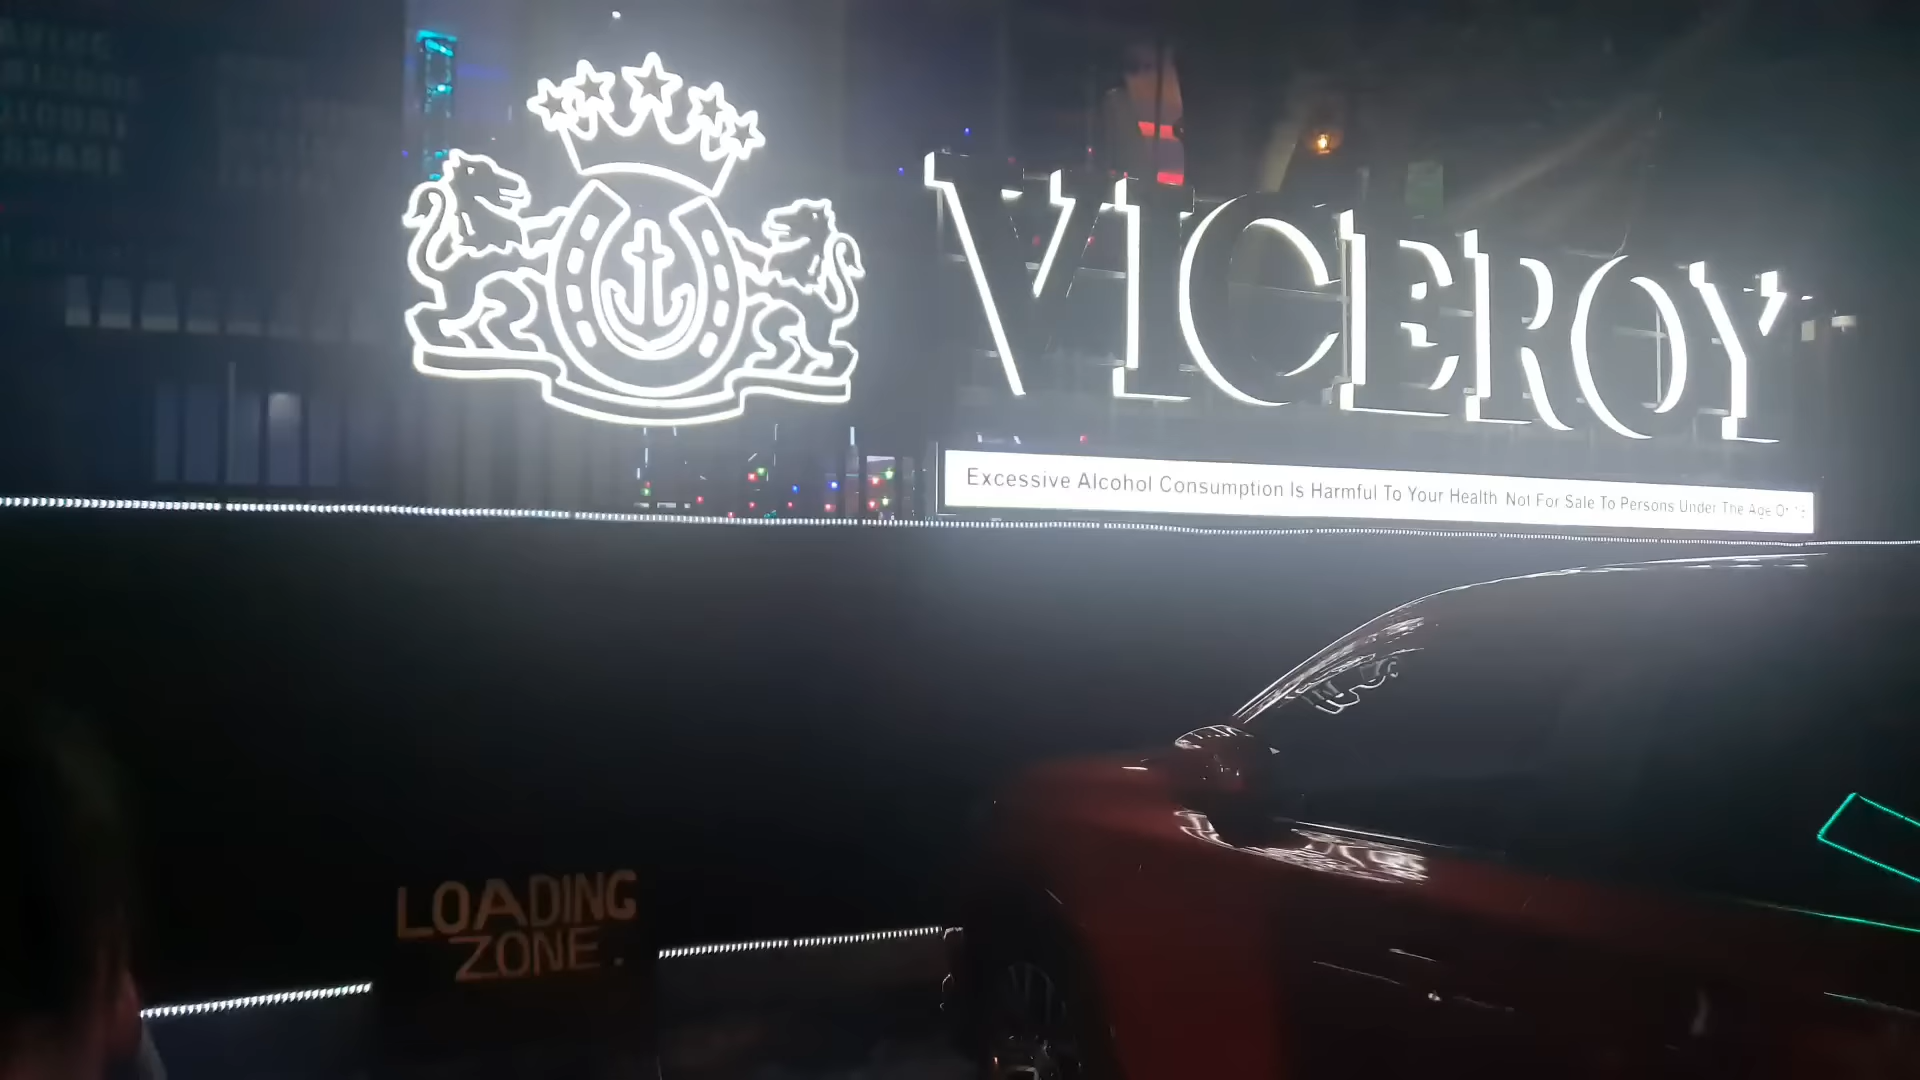 VICEROY
Excessive Alcohol Consumption Is Harmful To Your Health Not For Sale To Persons Under The Age Of
LOADING
ZONE.